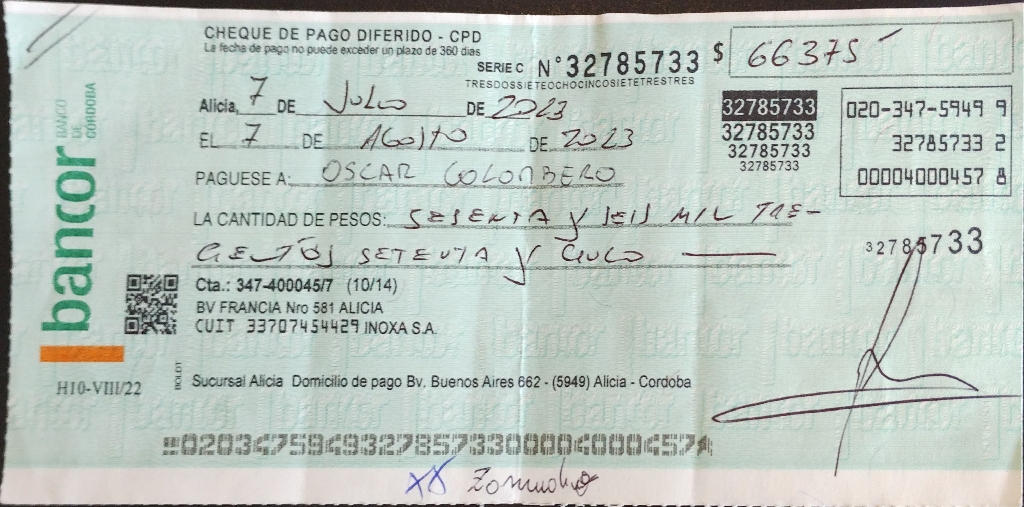 CHEQUE DE PAGO DIFERIDO - CPD
La fecha de pago no puede exceder un plazo de 360 días
SERIE C N°32785733
TRESDOSSIETEOCHOCINCOSIETETRESTRES
$ 66375
Alicia, 7 DE Julio DE 2023
EL 7 DE AGOSTO DE 2023
32785733
32785733
32785733
32785733
020-347-5949 9
32785733 2
00004000457 8
PAGUESE A: OSCAR COLOMBERO
LA CANTIDAD DE PESOS: SESENTA Y SEIS MIL TRE-
CIENTOS SETENTA Y CINCO
32785733
bancor
BANCO
DE
CÓRDOBA
Cta.: 347-400045/7 (10/14)
BV FRANCIA Nro 581 ALICIA
CUIT 33707454429 INOXA S.A.
H10-VIII/22
BOLDT
Sucursal Alicia Domicilio de pago Bv. Buenos Aires 662 - (5949) Alicia - Cordoba
02034759493278573300004000457